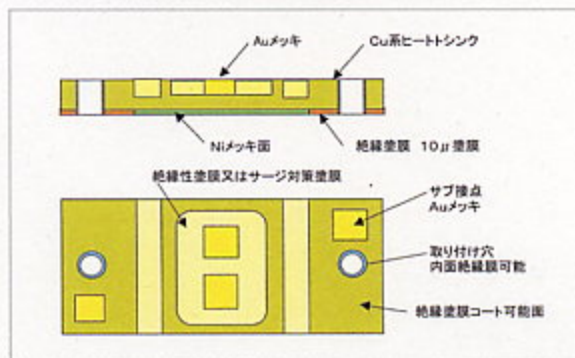 Auメッキ
Cu系ヒートトシンク
Niメッキ面
絶縁塗膜 10μ塗膜
絶縁性塗膜又はサージ対策塗膜
サブ接点
Auメッキ
取り付け穴
内面絶縁膜可能
絶縁塗膜コート可能面